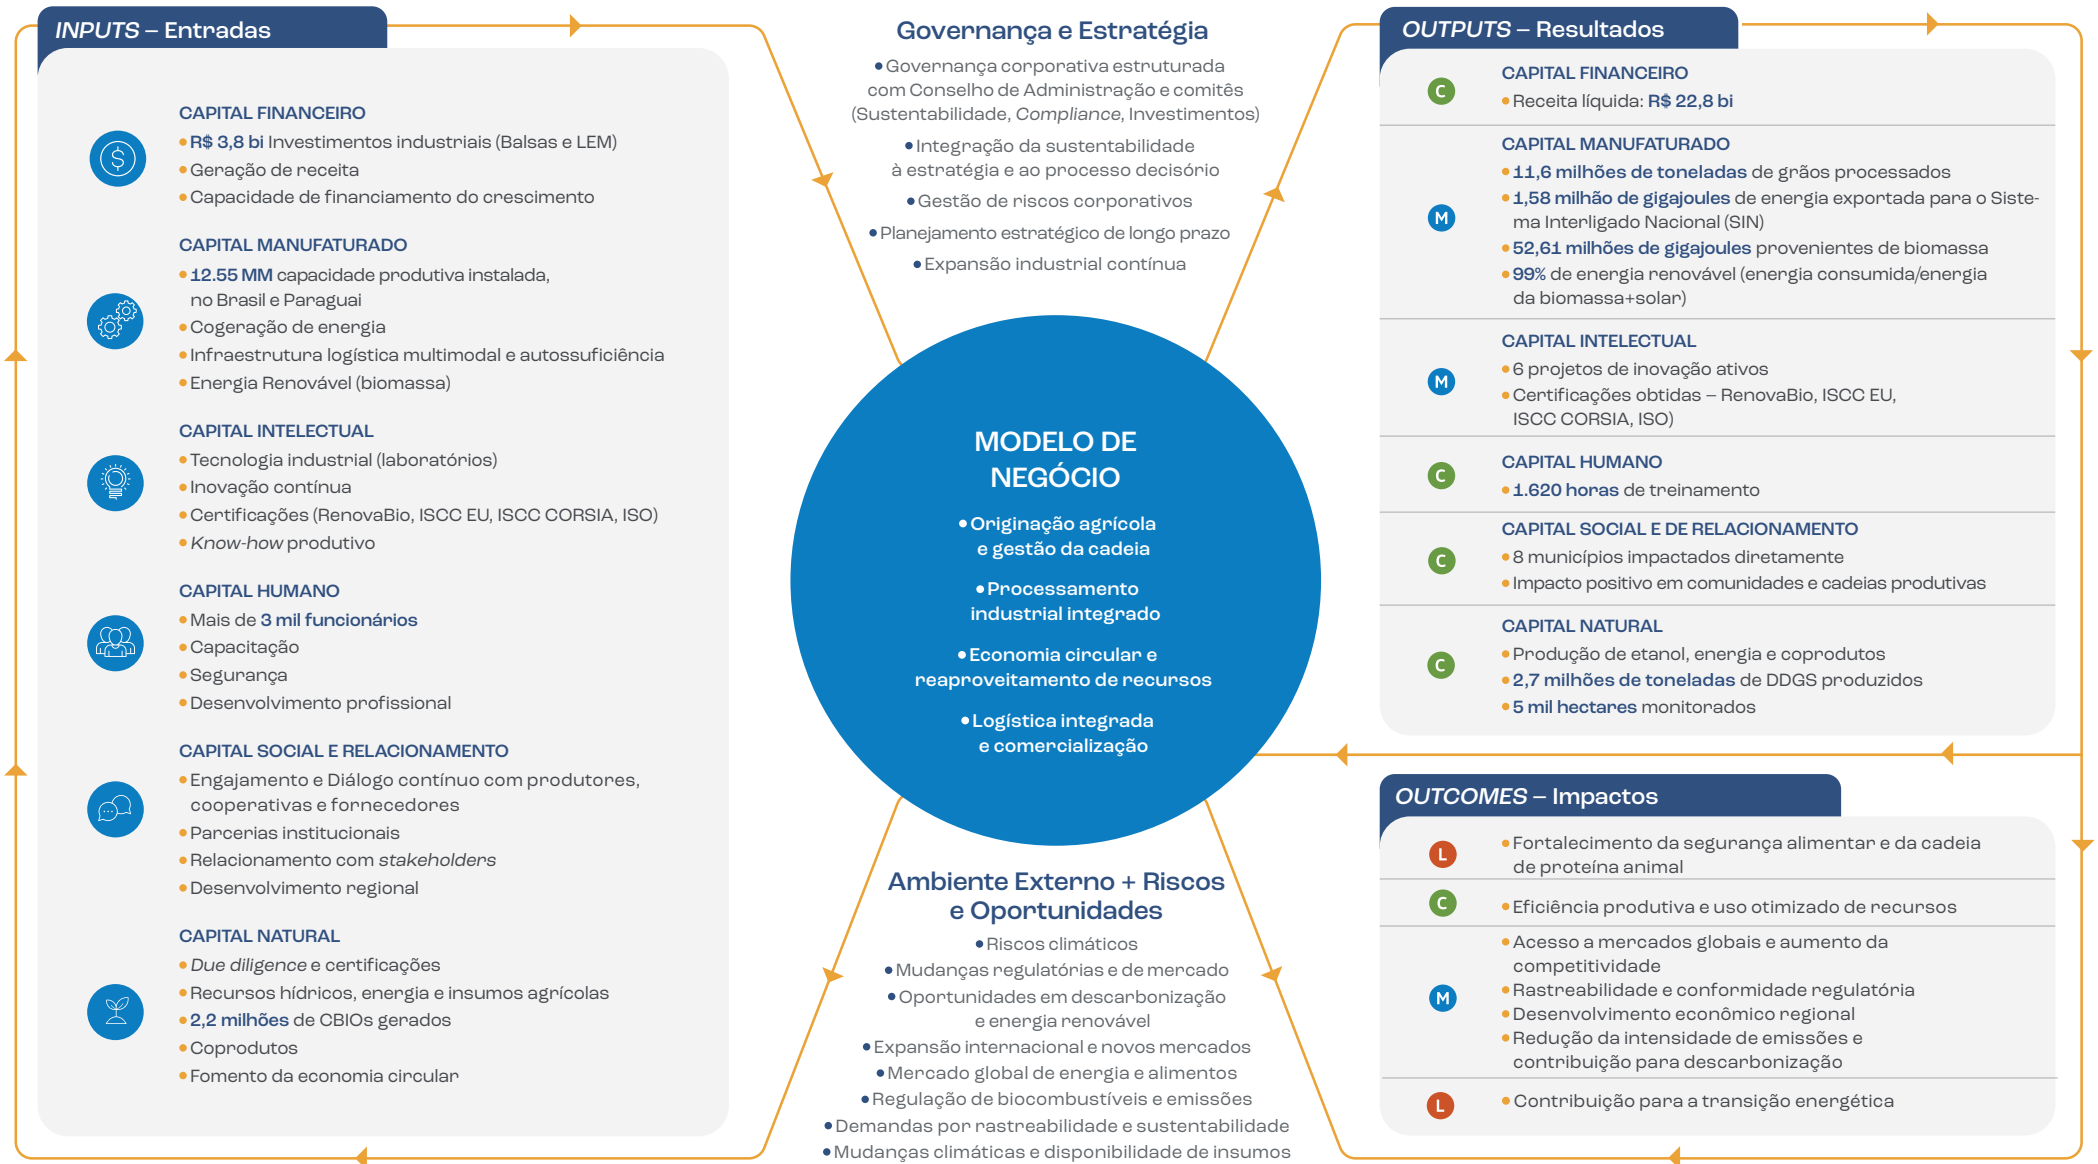 INPUTS – Entradas
CAPITAL FINANCEIRO
• R$ 3,8 bi Investimentos industriais (Balsas e LEM)
• Geração de receita
• Capacidade de financiamento do crescimento
CAPITAL MANUFATURADO
• 12.55 MM capacidade produtiva instalada,
no Brasil e Paraguai
• Cogeração de energia
• Infraestrutura logística multimodal e autossuficiência
• Energia Renovável (biomassa)
CAPITAL INTELECTUAL
• Tecnologia industrial (laboratórios)
• Inovação contínua
• Certificações (RenovaBio, ISCC EU, ISCC CORSIA, ISO)
• Know-how produtivo
CAPITAL HUMANO
• Mais de 3 mil funcionários
• Capacitação
• Segurança
• Desenvolvimento profissional
CAPITAL SOCIAL E RELACIONAMENTO
• Engajamento e Diálogo contínuo com produtores,
cooperativas e fornecedores
• Parcerias institucionais
• Relacionamento com stakeholders
• Desenvolvimento regional
CAPITAL NATURAL
• Due diligence e certificações
• Recursos hídricos, energia e insumos agrícolas
• 2,2 milhões de CBIOs gerados
• Coprodutos
• Fomento da economia circular
Governança e Estratégia
• Governança corporativa estruturada
com Conselho de Administração e comitês
(Sustentabilidade, Compliance, Investimentos)
• Integração da sustentabilidade
à estratégia e ao processo decisório
• Gestão de riscos corporativos
• Planejamento estratégico de longo prazo
• Expansão industrial contínua
MODELO DE
NEGÓCIO
• Originação agrícola
e gestão da cadeia
• Processamento
industrial integrado
• Economia circular e
reaproveitamento de recursos
• Logística integrada
e comercialização
Ambiente Externo + Riscos
e Oportunidades
• Riscos climáticos
• Mudanças regulatórias e de mercado
• Oportunidades em descarbonização
e energia renovável
• Expansão internacional e novos mercados
• Mercado global de energia e alimentos
• Regulação de biocombustíveis e emissões
• Demandas por rastreabilidade e sustentabilidade
• Mudanças climáticas e disponibilidade de insumos
OUTPUTS – Resultados
C
CAPITAL FINANCEIRO
• Receita líquida: R$ 22,8 bi
M
CAPITAL MANUFATURADO
• 11,6 milhões de toneladas de grãos processados
• 1,58 milhão de gigajoules de energia exportada para o Siste-
ma Interligado Nacional (SIN)
• 52,61 milhões de gigajoules provenientes de biomassa
• 99% de energia renovável (energia consumida/energia
da biomassa+solar)
M
CAPITAL INTELECTUAL
• 6 projetos de inovação ativos
• Certificações obtidas – RenovaBio, ISCC EU,
ISCC CORSIA, ISO)
C
CAPITAL HUMANO
• 1.620 horas de treinamento
C
CAPITAL SOCIAL E DE RELACIONAMENTO
• 8 municípios impactados diretamente
• Impacto positivo em comunidades e cadeias produtivas
C
CAPITAL NATURAL
• Produção de etanol, energia e coprodutos
• 2,7 milhões de toneladas de DDGS produzidos
• 5 mil hectares monitorados
OUTCOMES – Impactos
L
• Fortalecimento da segurança alimentar e da cadeia
de proteína animal
C
• Eficiência produtiva e uso otimizado de recursos
M
• Acesso a mercados globais e aumento da
competitividade
• Rastreabilidade e conformidade regulatória
• Desenvolvimento econômico regional
• Redução da intensidade de emissões e
contribuição para descarbonização
L
• Contribuição para a transição energética